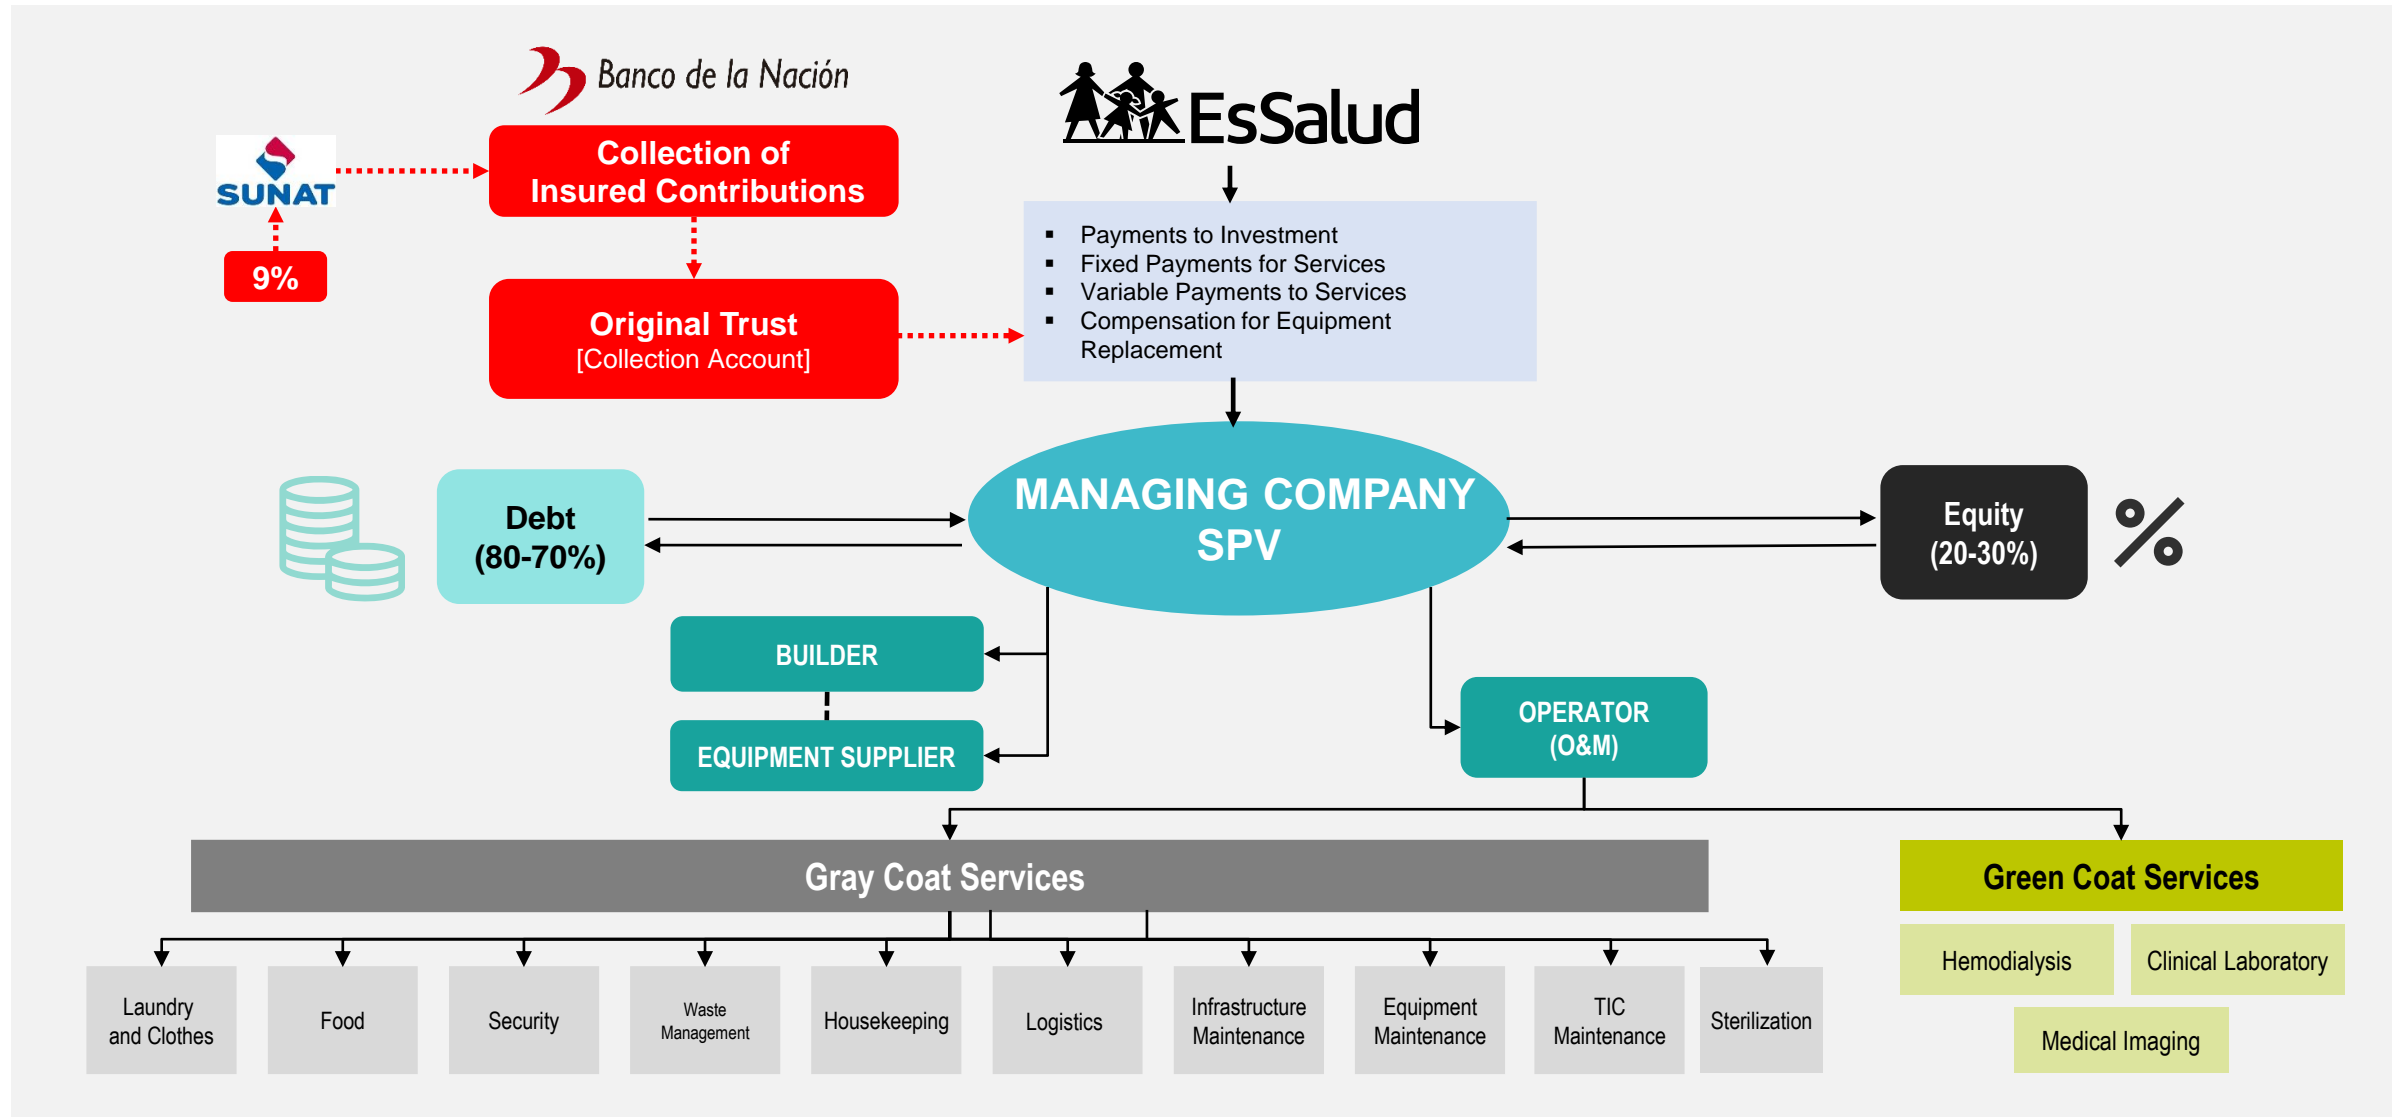 Banco de la Nación
EsSalud
SUNAT
Collection of
Insured Contributions
9%
Original Trust
[Collection Account]
▪ Payments to Investment
▪ Fixed Payments for Services
▪ Variable Payments to Services
▪ Compensation for Equipment
Replacement
Debt
(80-70%)
MANAGING COMPANY
SPV
Equity
(20-30%)
%
BUILDER
EQUIPMENT SUPPLIER
OPERATOR
(O&M)
Gray Coat Services
Green Coat Services
Hemodialysis
Clinical Laboratory
Medical Imaging
Laundry
and Clothes
Food
Security
Waste
Management
Housekeeping
Logistics
Infrastructure
Maintenance
Equipment
Maintenance
TIC
Maintenance
Sterilization